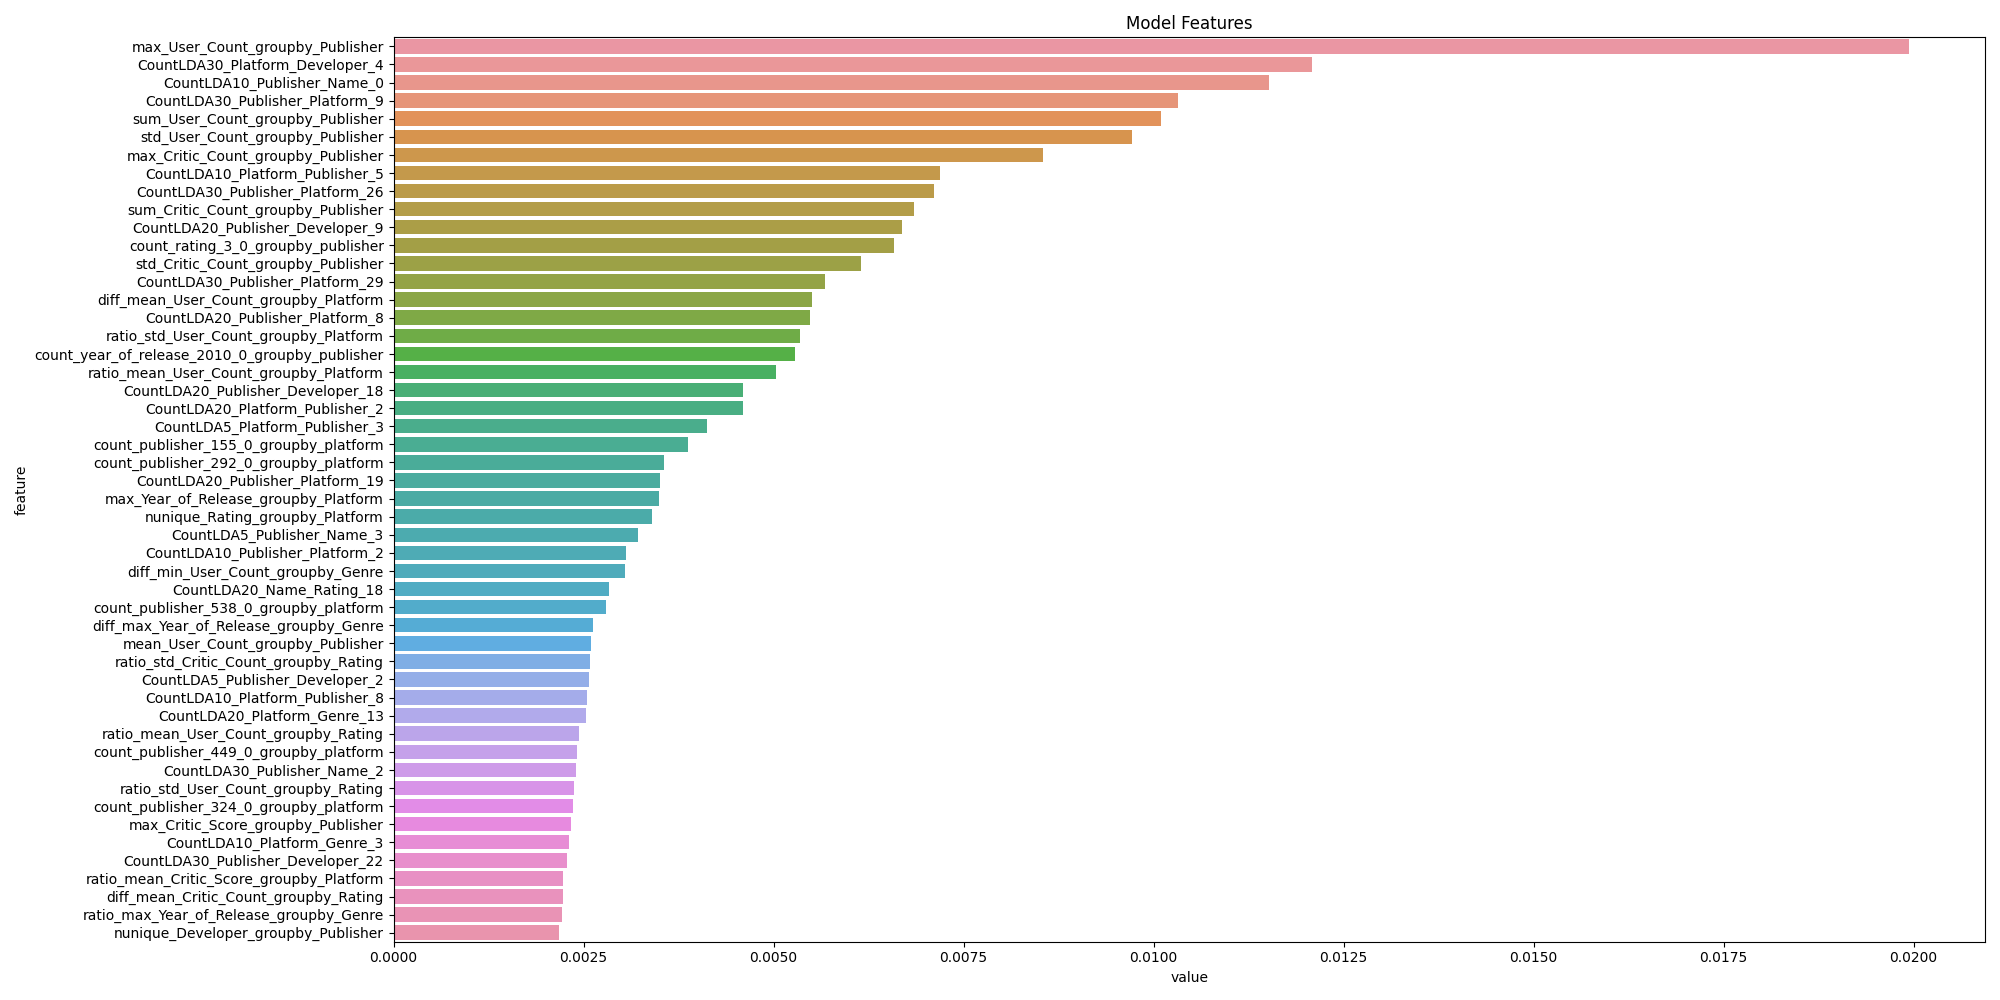 Model Features
max_User_Count_groupby_Publisher
CountLDA30_Platform_Developer_4
CountLDA10_Publisher_Name_0
CountLDA30_Publisher_Platform_9
sum_User_Count_groupby_Publisher
std_User_Count_groupby_Publisher
max_Critic_Count_groupby_Publisher
CountLDA10_Platform_Publisher_5
CountLDA30_Publisher_Platform_26
sum_Critic_Count_groupby_Publisher
CountLDA20_Publisher_Developer_9
count_rating_3_0_groupby_publisher
std_Critic_Count_groupby_Publisher
CountLDA30_Publisher_Platform_29
diff_mean_User_Count_groupby_Platform
CountLDA20_Publisher_Platform_8
ratio_std_User_Count_groupby_Platform
count_year_of_release_2010_0_groupby_publisher
ratio_mean_User_Count_groupby_Platform
CountLDA20_Publisher_Developer_18
CountLDA20_Platform_Publisher_2
CountLDA5_Platform_Publisher_3
count_publisher_155_0_groupby_platform
count_publisher_292_0_groupby_platform
CountLDA20_Publisher_Platform_19
max_Year_of_Release_groupby_Platform
nunique_Rating_groupby_Platform
CountLDA5_Publisher_Name_3
CountLDA10_Publisher_Platform_2
diff_min_User_Count_groupby_Genre
CountLDA20_Name_Rating_18
count_publisher_538_0_groupby_platform
diff_max_Year_of_Release_groupby_Genre
mean_User_Count_groupby_Publisher
ratio_std_Critic_Count_groupby_Rating
CountLDA5_Publisher_Developer_2
CountLDA10_Platform_Publisher_8
CountLDA20_Platform_Genre_13
ratio_mean_User_Count_groupby_Rating
count_publisher_449_0_groupby_platform
CountLDA30_Publisher_Name_2
ratio_std_User_Count_groupby_Rating
count_publisher_324_0_groupby_platform
max_Critic_Score_groupby_Publisher
CountLDA10_Platform_Genre_3
CountLDA30_Publisher_Developer_22
ratio_mean_Critic_Score_groupby_Platform
diff_mean_Critic_Count_groupby_Rating
ratio_max_Year_of_Release_groupby_Genre
nunique_Developer_groupby_Publisher
feature
0.0000 0.0025 0.0050 0.0075 0.0100 0.0125 0.0150 0.0175 0.0200
value